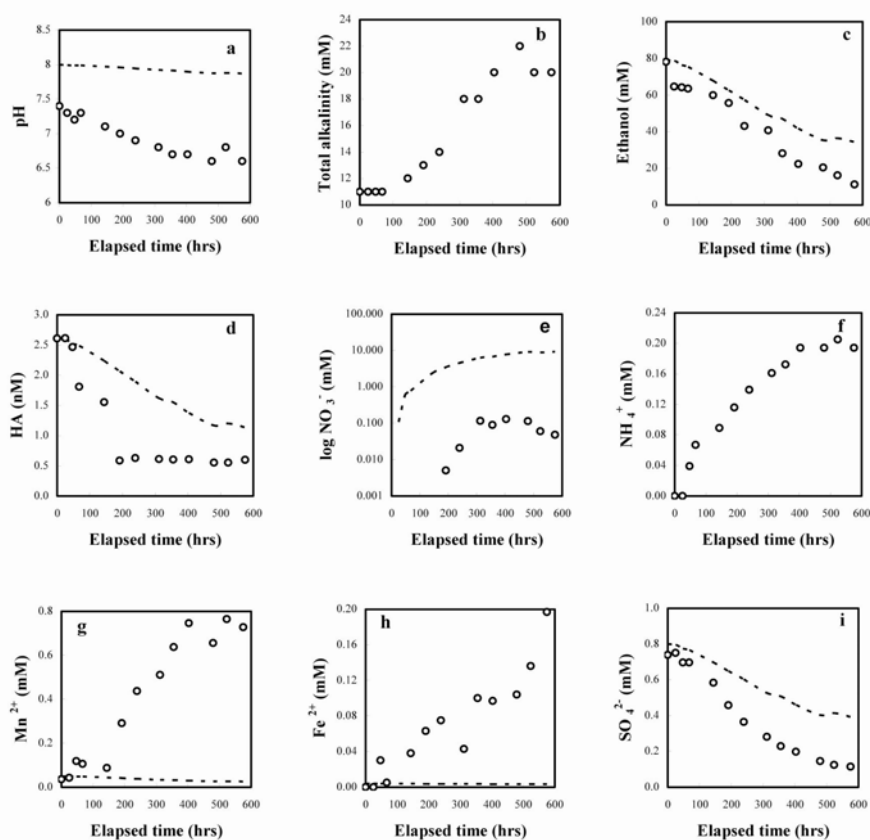 a
pH
8.5
8
7.5
7
6.5
6
0 100 200 300 400 500 600
Elapsed time (hrs)
b
Total alkalinity (mM)
24
22
20
18
16
14
12
10
0 100 200 300 400 500 600
Elapsed time (hrs)
c
Ethanol (mM)
100
80
60
40
20
0
0 100 200 300 400 500 600
Elapsed time (hrs)
d
HA (nM)
3.0
2.5
2.0
1.5
1.0
0.5
0.0
0 100 200 300 400 500 600
Elapsed time (hrs)
e
log NO₃⁻ (mM)
100.000
10.000
1.000
0.100
0.010
0.001
0 100 200 300 400 500 600
Elapsed time (hrs)
f
NH₄⁺ (mM)
0.24
0.20
0.16
0.12
0.08
0.04
0.00
0 100 200 300 400 500 600
Elapsed time (hrs)
g
Mn²⁺ (mM)
0.8
0.6
0.4
0.2
0.0
0 100 200 300 400 500 600
Elapsed time (hrs)
h
Fe²⁺ (mM)
0.20
0.16
0.12
0.08
0.04
0.00
0 100 200 300 400 500 600
Elapsed time (hrs)
i
SO₄²⁻ (mM)
1.0
0.8
0.6
0.4
0.2
0.0
0 100 200 300 400 500 600
Elapsed time (hrs)